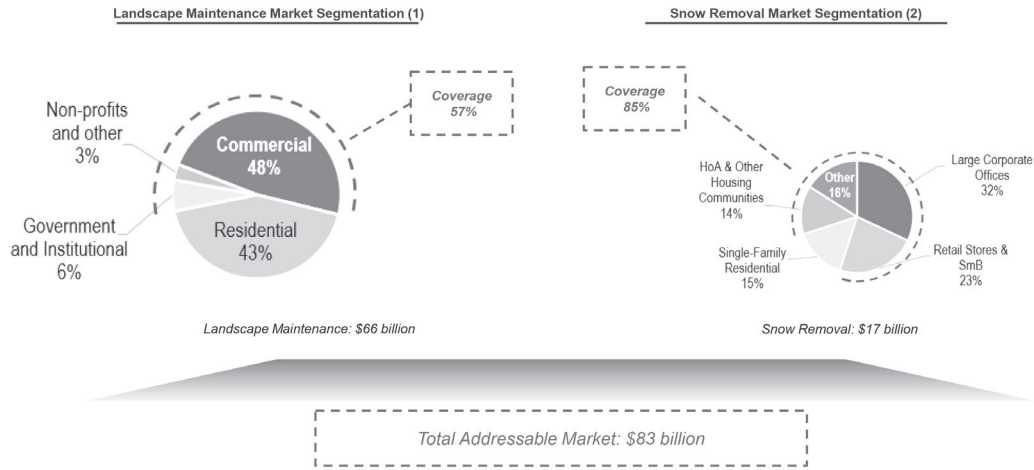 Landscape Maintenance Market Segmentation (1)
Coverage
57%
Non-profits
and other
3%
Commercial
48%
Government
and Institutional
6%
Residential
43%
Landscape Maintenance: $66 billion
Snow Removal Market Segmentation (2)
Coverage
85%
HoA & Other
Housing
Communities
14%
Other
16%
Large Corporate
Offices
32%
Single-Family
Residential
15%
Retail Stores &
SmB
23%
Snow Removal: $17 billion
Total Addressable Market: $83 billion